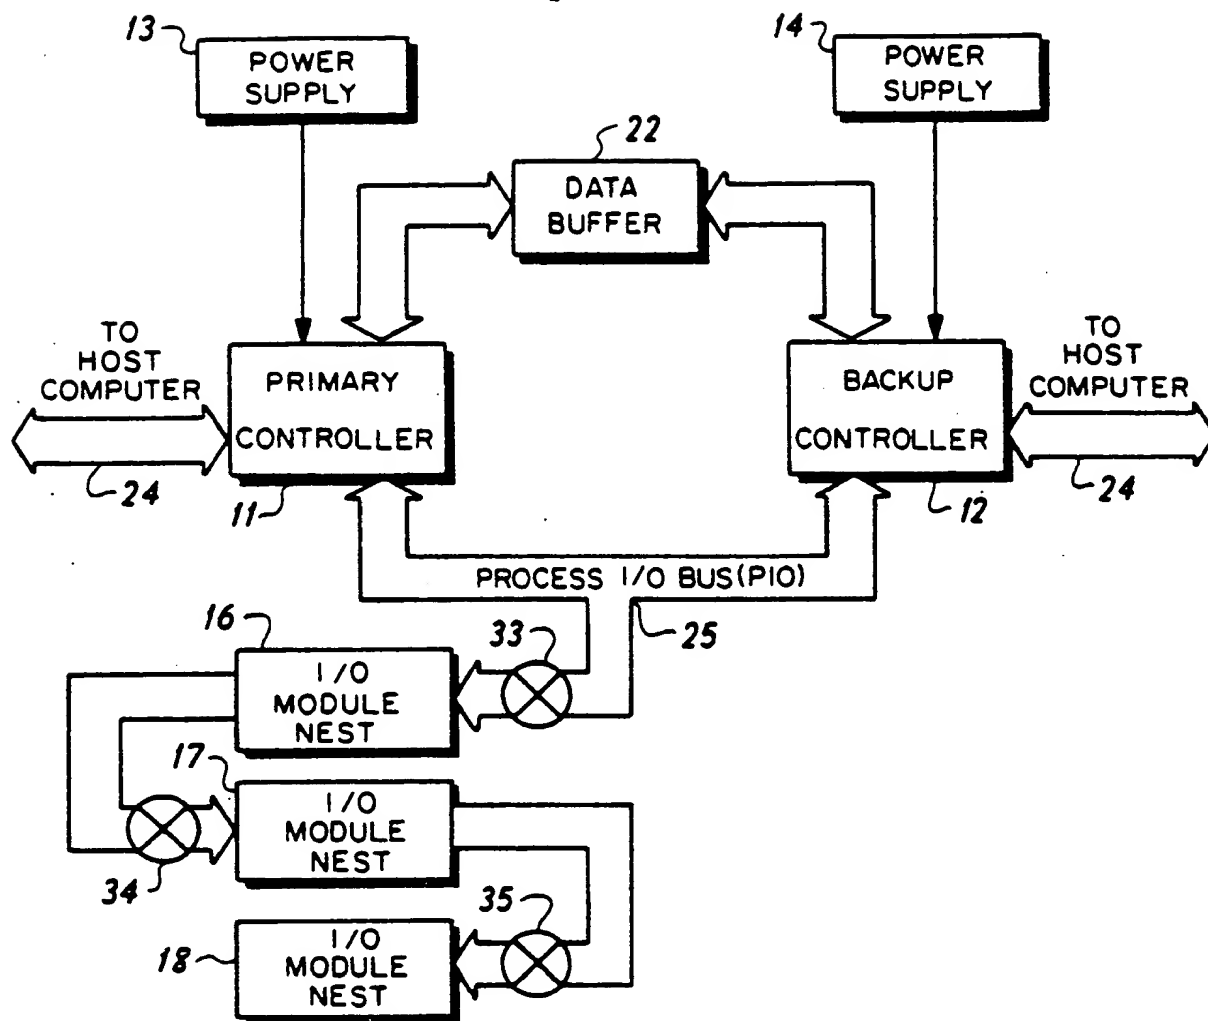 13
POWER
SUPPLY
14
POWER
SUPPLY
22
DATA
BUFFER
TO
HOST
COMPUTER
24
PRIMARY
CONTROLLER
11
BACKUP
CONTROLLER
12
TO
HOST
COMPUTER
24
PROCESS I/O BUS(PIO)
25
16
I/O
MODULE
NEST
33
17
I/O
MODULE
NEST
34
18
I/O
MODULE
NEST
35